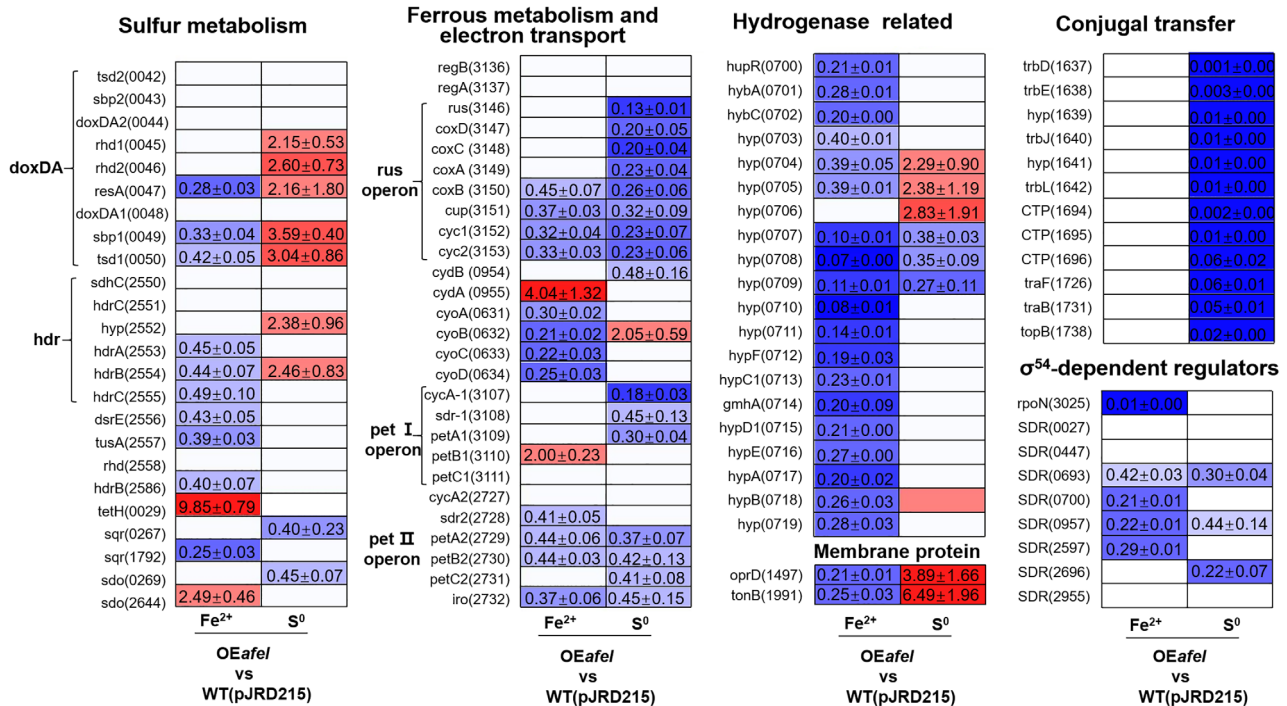 Sulfur metabolism
doxDA
hdr
tsd2(0042)
sbp2(0043)
doxDA2(0044)
rhd1(0045) 2.15±0.53
rhd2(0046) 2.60±0.73
resA(0047) 0.28±0.03 2.16±1.80
doxDA1(0048)
sbp1(0049) 0.33±0.04 3.59±0.40
tsd1(0050) 0.42±0.05 3.04±0.86
sdhC(2550)
hdrC(2551)
hyp(2552) 2.38±0.96
hdrA(2553) 0.45±0.05
hdrB(2554) 0.44±0.07 2.46±0.83
hdrC(2555) 0.49±0.10
dsrE(2556) 0.43±0.05
tusA(2557) 0.39±0.03
rhd(2558)
hdrB(2586) 0.40±0.07
tetH(0029) 9.85±0.79
sqr(0267) 0.40±0.23
sqr(1792) 0.25±0.03
sdo(0269) 0.45±0.07
sdo(2644) 2.49±0.46
Fe²⁺ S⁰
OEafeI
vs
WT(pJRD215)
Ferrous metabolism and
electron transport
rus
operon
pet Ⅰ
operon
pet Ⅱ
operon
regB(3136)
regA(3137)
rus(3146) 0.13±0.01
coxD(3147) 0.20±0.05
coxC (3148) 0.20±0.04
coxA (3149) 0.23±0.04
coxB (3150) 0.45±0.07 0.26±0.06
cup(3151) 0.37±0.03 0.32±0.09
cyc1(3152) 0.32±0.04 0.23±0.07
cyc2(3153) 0.33±0.03 0.23±0.06
cydB (0954) 0.48±0.16
cydA (0955) 4.04±1.32
cyoA(0631) 0.30±0.02
cyoB(0632) 0.21±0.02 2.05±0.59
cyoC(0633) 0.22±0.03
cyoD(0634) 0.25±0.03
cycA-1(3107) 0.18±0.03
sdr-1(3108) 0.45±0.13
petA1(3109) 0.30±0.04
petB1(3110) 2.00±0.23
petC1(3111)
cycA2(2727)
sdr2(2728) 0.41±0.05
petA2(2729) 0.44±0.06 0.37±0.07
petB2(2730) 0.44±0.03 0.42±0.13
petC2(2731) 0.41±0.08
iro(2732) 0.37±0.06 0.45±0.15
Fe²⁺ S⁰
OEafeI
vs
WT(pJRD215)
Hydrogenase related
hupR(0700) 0.21±0.01
hybA(0701) 0.28±0.01
hybC(0702) 0.20±0.00
hyp(0703) 0.40±0.01
hyp(0704) 0.39±0.05 2.29±0.90
hyp(0705) 0.39±0.01 2.38±1.19
hyp(0706) 2.83±1.91
hyp(0707) 0.10±0.01 0.38±0.03
hyp(0708) 0.07±0.00 0.35±0.09
hyp(0709) 0.11±0.01 0.27±0.11
hyp(0710) 0.08±0.01
hyp(0711) 0.14±0.01
hypF(0712) 0.19±0.03
hypC1(0713) 0.23±0.01
gmhA(0714) 0.20±0.09
hypD1(0715) 0.21±0.00
hypE(0716) 0.27±0.00
hypA(0717) 0.20±0.02
hypB(0718) 0.26±0.03
hyp(0719) 0.28±0.03
Membrane protein
oprD(1497) 0.21±0.01 3.89±1.66
tonB(1991) 0.25±0.03 6.49±1.96
Fe²⁺ S⁰
OEafeI
vs
WT(pJRD215)
Conjugal transfer
trbD(1637) 0.001±0.00
trbE(1638) 0.003±0.00
hyp(1639) 0.01±0.00
trbJ(1640) 0.01±0.00
hyp(1641) 0.01±0.00
trbL(1642) 0.01±0.00
CTP(1694) 0.002±0.00
CTP(1695) 0.01±0.00
CTP(1696) 0.06±0.02
traF(1726) 0.06±0.01
traB(1731) 0.05±0.01
topB(1738) 0.02±0.00
σ⁵⁴-dependent regulators
rpoN(3025) 0.01±0.00
SDR(0027)
SDR(0447)
SDR(0693) 0.42±0.03 0.30±0.04
SDR(0700) 0.21±0.01
SDR(0957) 0.22±0.01 0.44±0.14
SDR(2597) 0.29±0.01
SDR(2696) 0.22±0.07
SDR(2955)
Fe²⁺ S⁰
OEafeI
vs
WT(pJRD215)